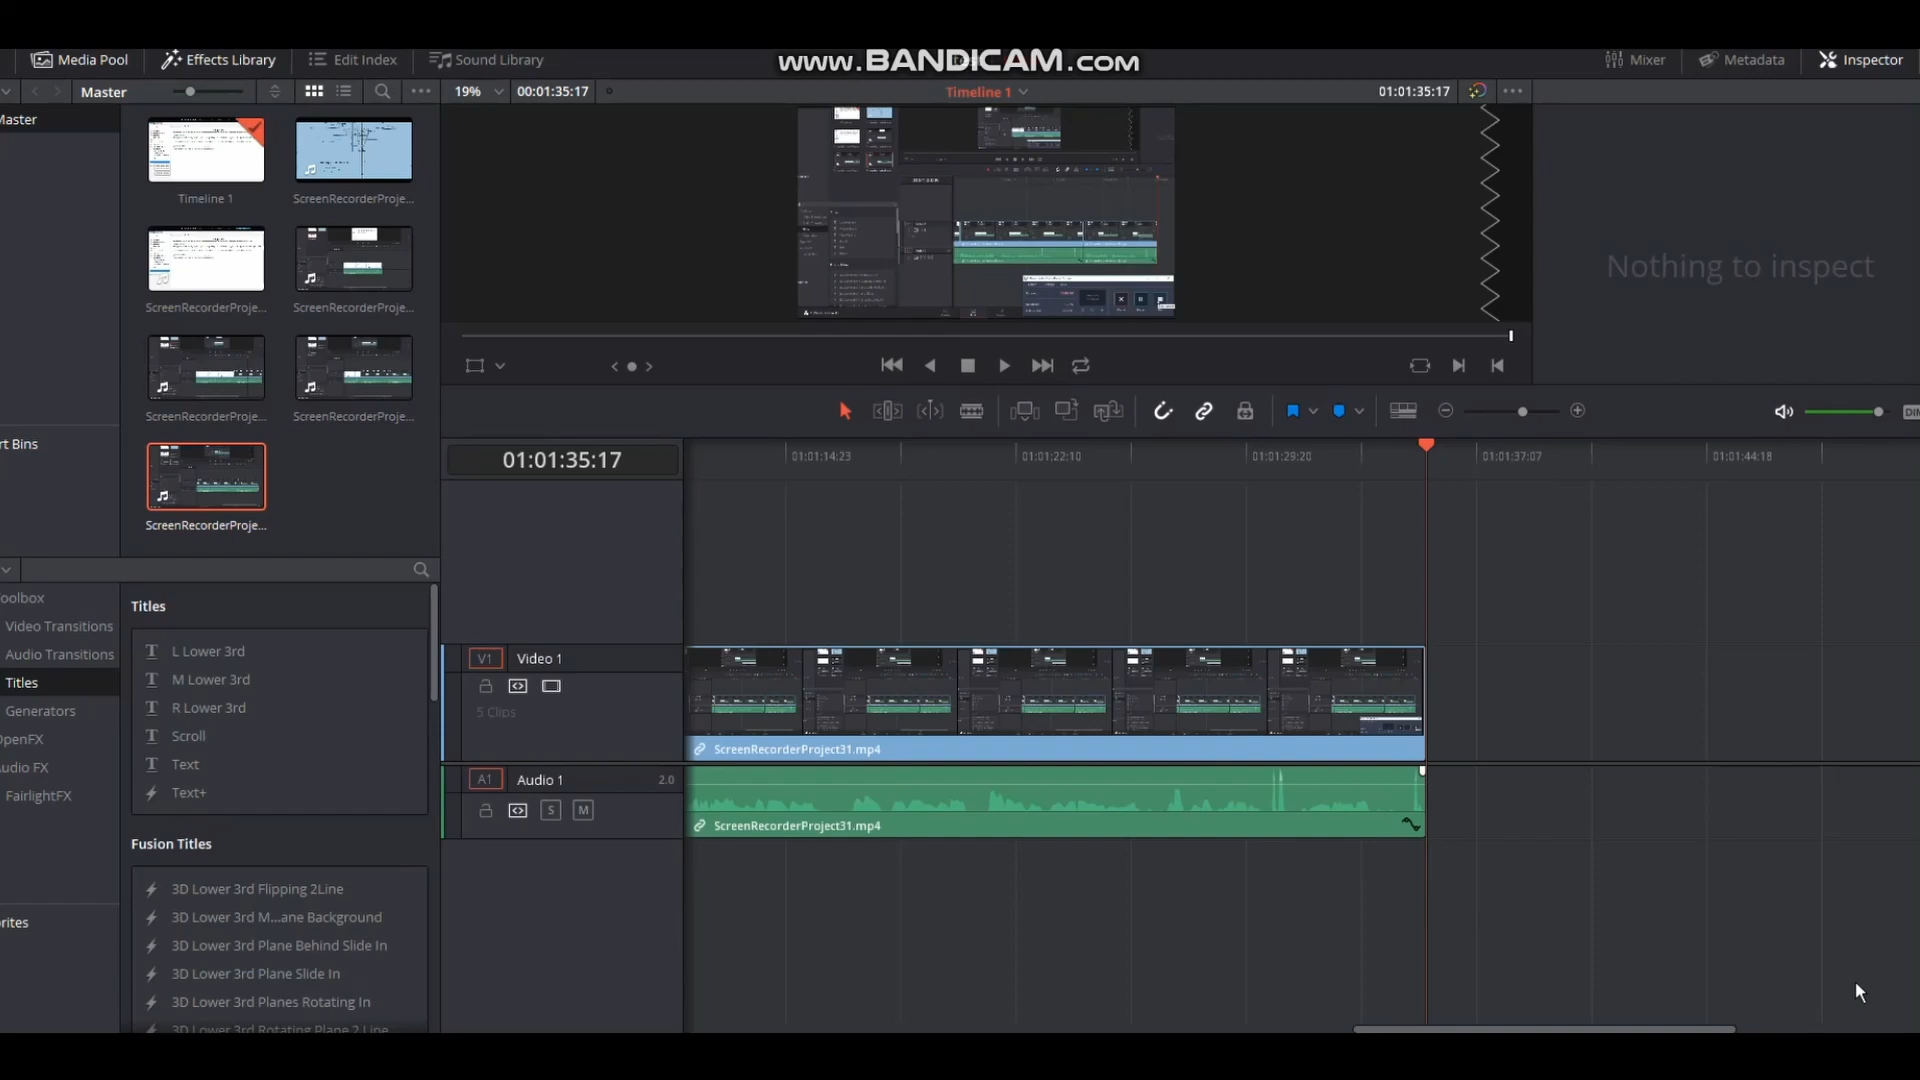 Media Pool
Effects Library
Edit Index
Sound Library
www.BANDICAM.com
Mixer
Metadata
Inspector
Master
19%
00:01:35:17
Timeline 1
01:01:35:17
Master
Timeline 1
ScreenRecorderProje...
ScreenRecorderProje...
ScreenRecorderProje...
ScreenRecorderProje...
ScreenRecorderProje...
ScreenRecorderProje...
Nothing to inspect
rt Bins
DIM
01:01:35:17
01:01:14:23
01:01:22:10
01:01:29:20
01:01:37:07
01:01:44:18
oolbox
Video Transitions
Audio Transitions
Titles
Generators
OpenFX
udio FX
FairlightFX
rites
Titles
L Lower 3rd
M Lower 3rd
R Lower 3rd
Scroll
Text
Text+
Fusion Titles
3D Lower 3rd Flipping 2Line
3D Lower 3rd M...ane Background
3D Lower 3rd Plane Behind Slide In
3D Lower 3rd Plane Slide In
3D Lower 3rd Planes Rotating In
3D Lower 3rd Rotating Plane 2 Line
V1
Video 1
5 Clips
ScreenRecorderProject31.mp4
A1
Audio 1
2.0
S
M
ScreenRecorderProject31.mp4